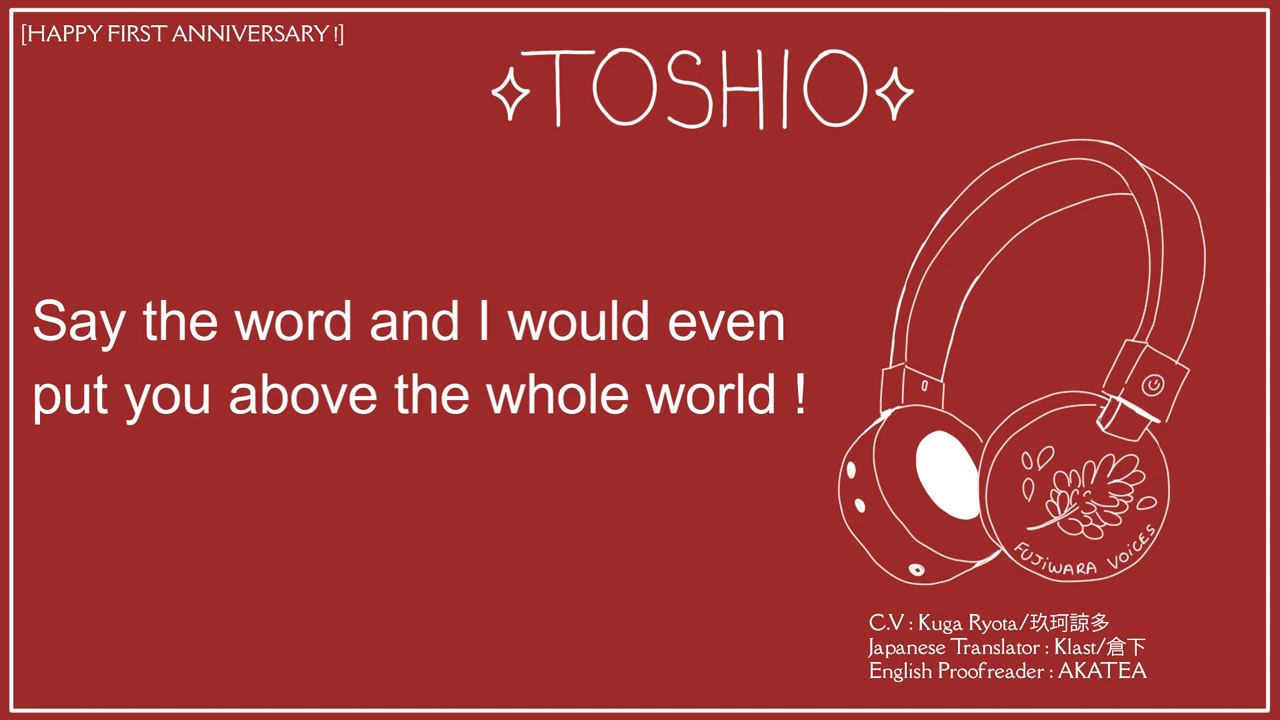 [HAPPY FIRST ANNIVERSARY !]
TOSHIO
Say the word and I would even
put you above the whole world !
FUJIWARA VOICES
C.V : Kuga Ryota/玖珂諒多
Japanese Translator : Klast/倉下
English Proofreader : AKATEA